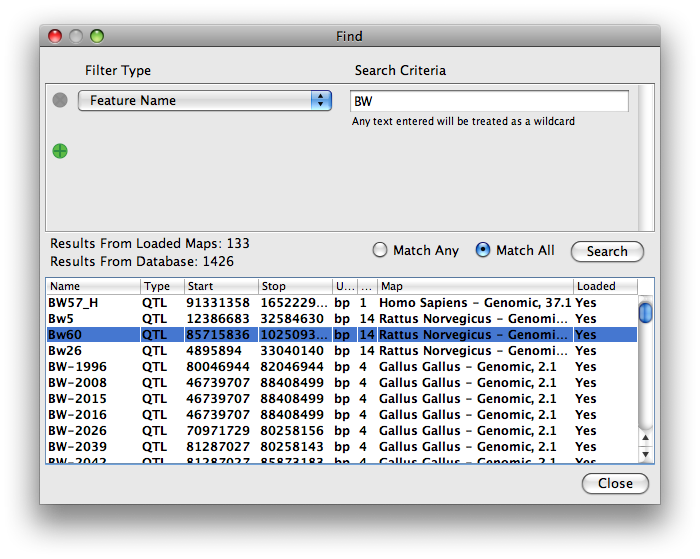 Find
Filter Type Search Criteria
Feature Name BW
Any text entered will be treated as a wildcard
Results From Loaded Maps: 133
Results From Database: 1426
Match Any Match All Search
Name Type Start Stop U... ... Map Loaded
BW57_H QTL 91331358 1652229... bp 1 Homo Sapiens - Genomic, 37.1 Yes
Bw5 QTL 12386683 32584630 bp 14 Rattus Norvegicus - Genomi... Yes
Bw60 QTL 85715836 1025093... bp 14 Rattus Norvegicus - Genomi... Yes
Bw26 QTL 4895894 33040140 bp 14 Rattus Norvegicus - Genomi... Yes
BW-1996 QTL 80046944 82046944 bp 4 Gallus Gallus - Genomic, 2.1 Yes
BW-2008 QTL 46739707 88408499 bp 4 Gallus Gallus - Genomic, 2.1 Yes
BW-2015 QTL 46739707 88408499 bp 4 Gallus Gallus - Genomic, 2.1 Yes
BW-2016 QTL 46739707 88408499 bp 4 Gallus Gallus - Genomic, 2.1 Yes
BW-2026 QTL 70971729 80258156 bp 4 Gallus Gallus - Genomic, 2.1 Yes
BW-2039 QTL 81287027 80258143 bp 4 Gallus Gallus - Genomic, 2.1 Yes
BW-2042 QTL 81287027 85873183 bp 4 Gallus Gallus - Genomic, 2.1 Yes
Close